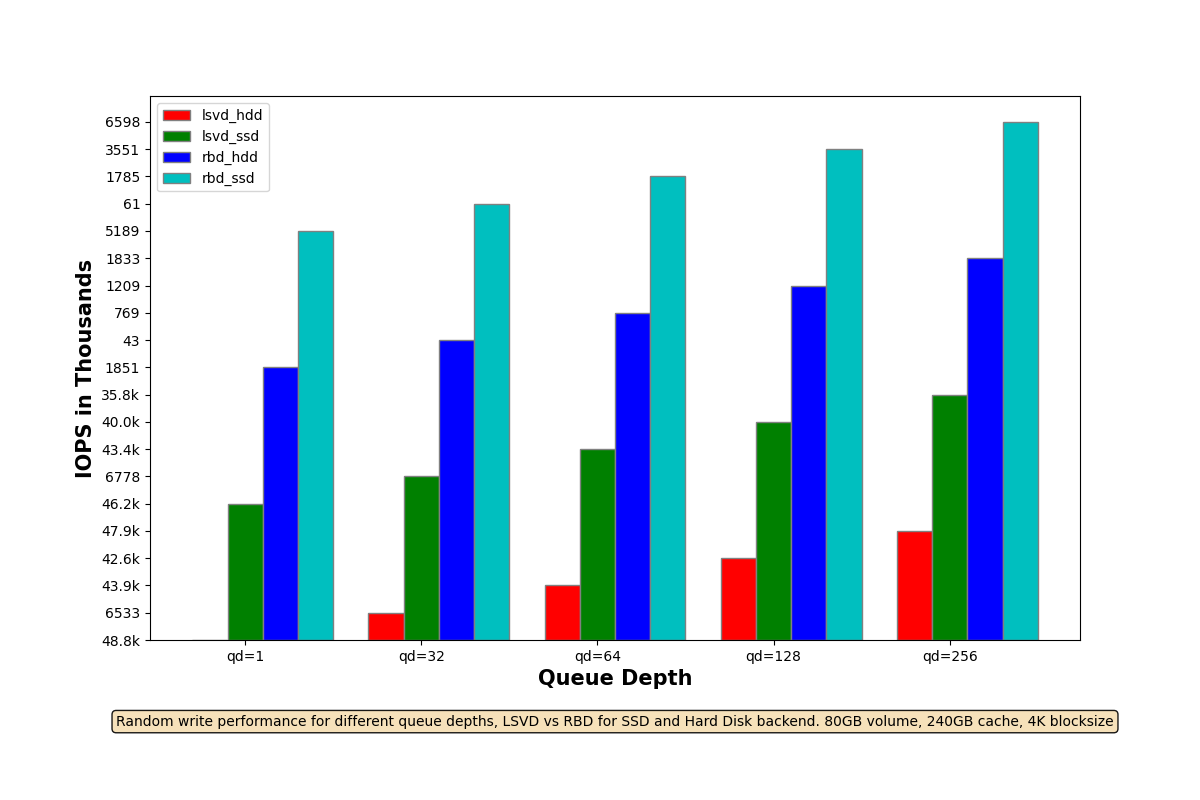 lsvd_hdd
lsvd_ssd
rbd_hdd
rbd_ssd
6598
3551
1785
61
5189
1833
1209
769
43
1851
35.8k
40.0k
43.4k
6778
46.2k
47.9k
42.6k
43.9k
6533
48.8k
IOPS in Thousands
qd=1
qd=32
qd=64
qd=128
qd=256
Queue Depth
Random write performance for different queue depths, LSVD vs RBD for SSD and Hard Disk backend. 80GB volume, 240GB cache, 4K blocksize